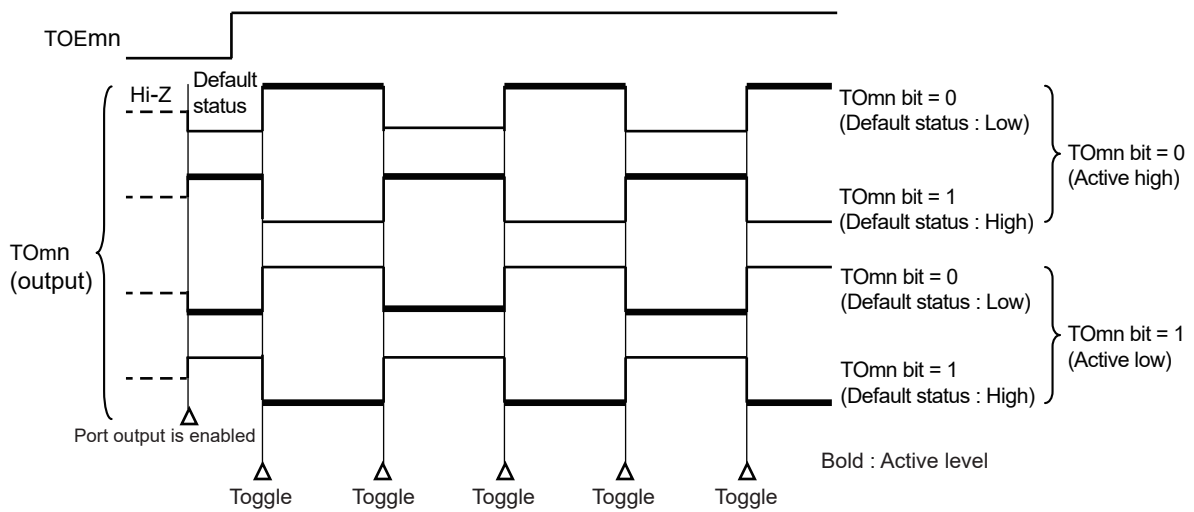 TOEmn
Hi-Z
Default
status
TOmn
(output)
TOmn bit = 0
(Default status : Low)
TOmn bit = 1
(Default status : High)
TOmn bit = 0
(Active high)
TOmn bit = 0
(Default status : Low)
TOmn bit = 1
(Default status : High)
TOmn bit = 1
(Active low)
Port output is enabled
Bold : Active level
Toggle
Toggle
Toggle
Toggle
Toggle